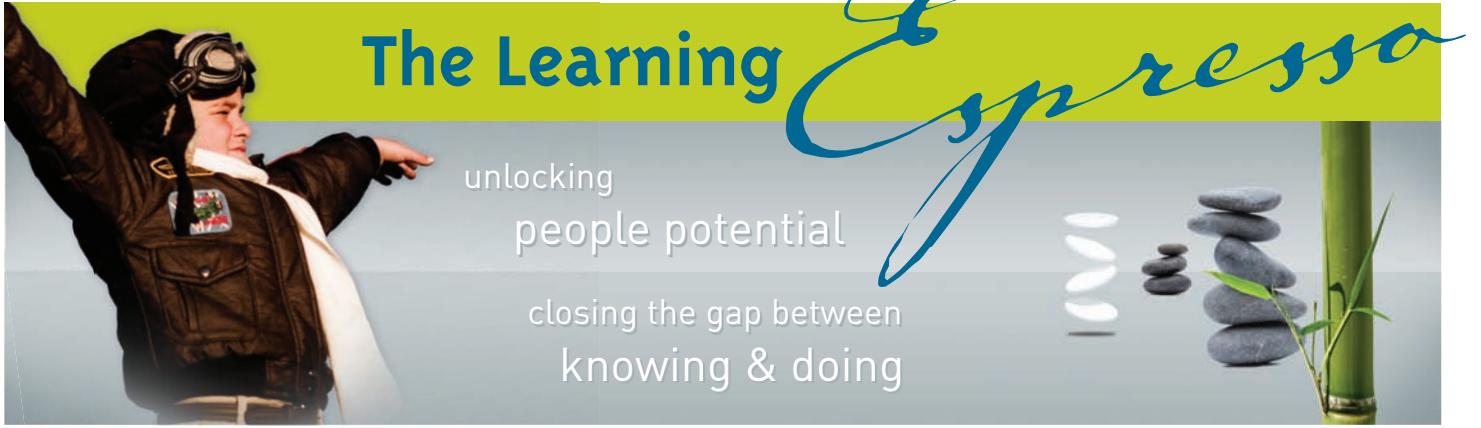 The Learning Espresso
unlocking
people potential
closing the gap between
knowing & doing